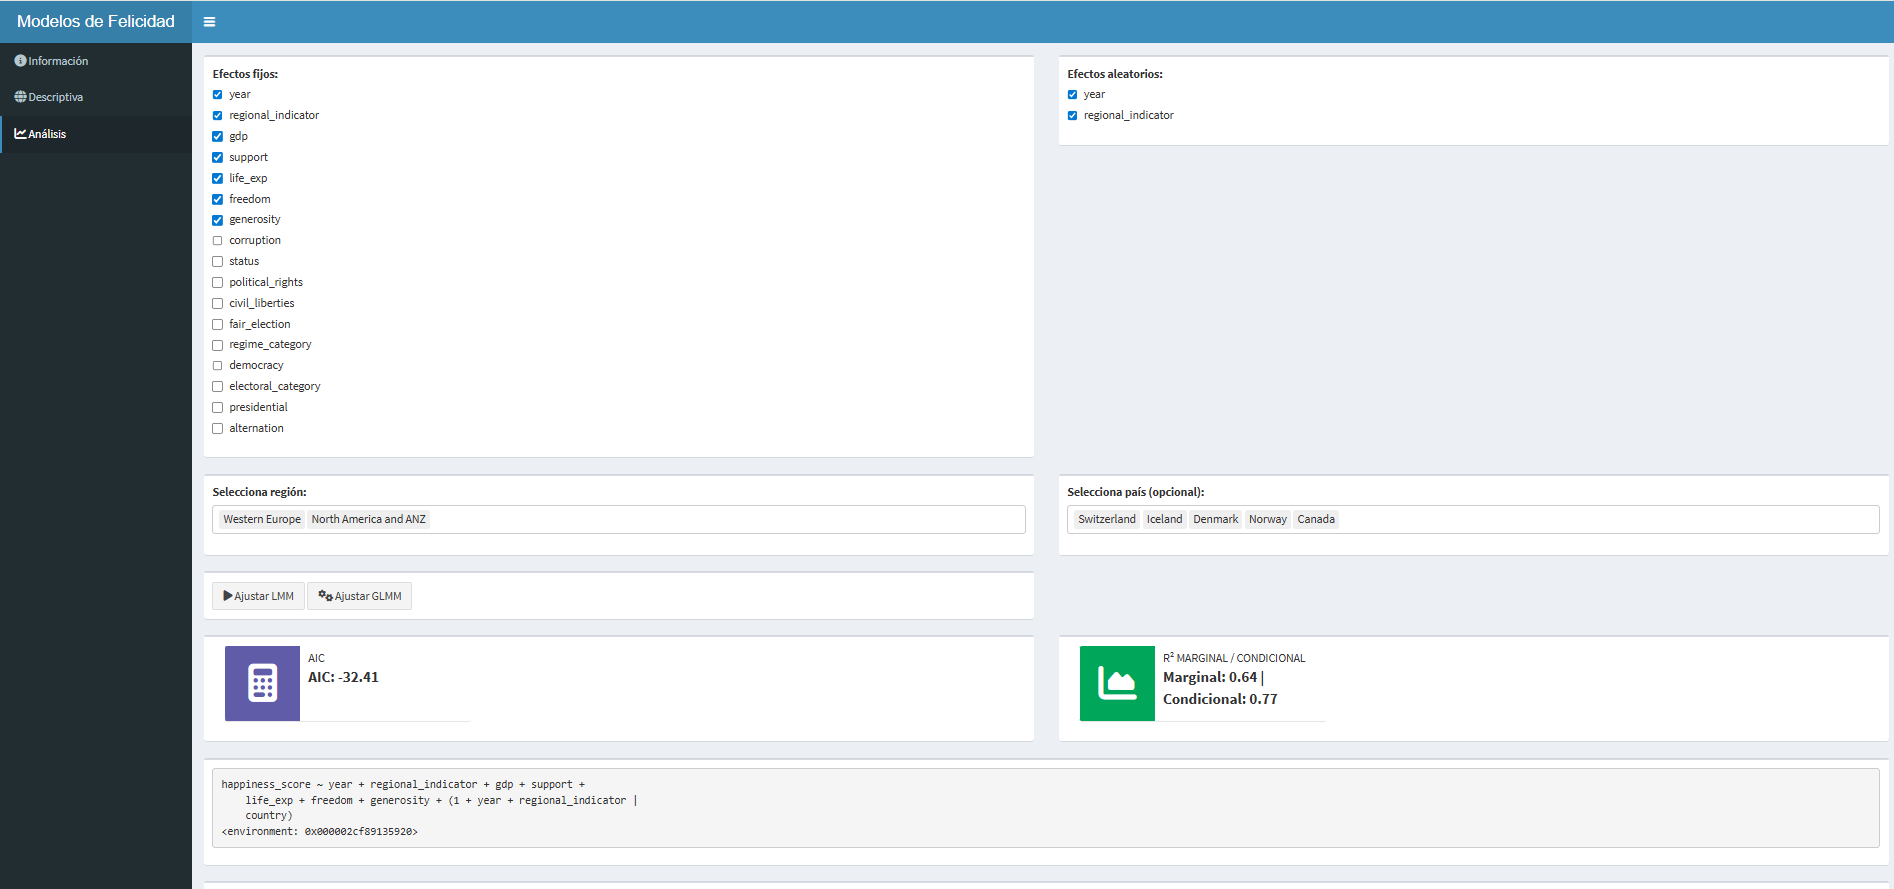 Modelos de Felicidad
Información
Descriptiva
Análisis
Efectos fijos:
year
regional_indicator
gdp
support
life_exp
freedom
generosity
corruption
status
political_rights
civil_liberties
fair_election
regime_category
democracy
electoral_category
presidential
alternation
Efectos aleatorios:
year
regional_indicator
Selecciona región:
Western Europe North America and ANZ
Selecciona país (opcional):
Switzerland Iceland Denmark Norway Canada
Ajustar LMM Ajustar GLMM
AIC
AIC: -32.41
R² MARGINAL / CONDICIONAL
Marginal: 0.64 |
Condicional: 0.77
happiness_score ~ year + regional_indicator + gdp + support +
life_exp + freedom + generosity + (1 + year + regional_indicator |
country)
<environment: 0x000002cf89135920>